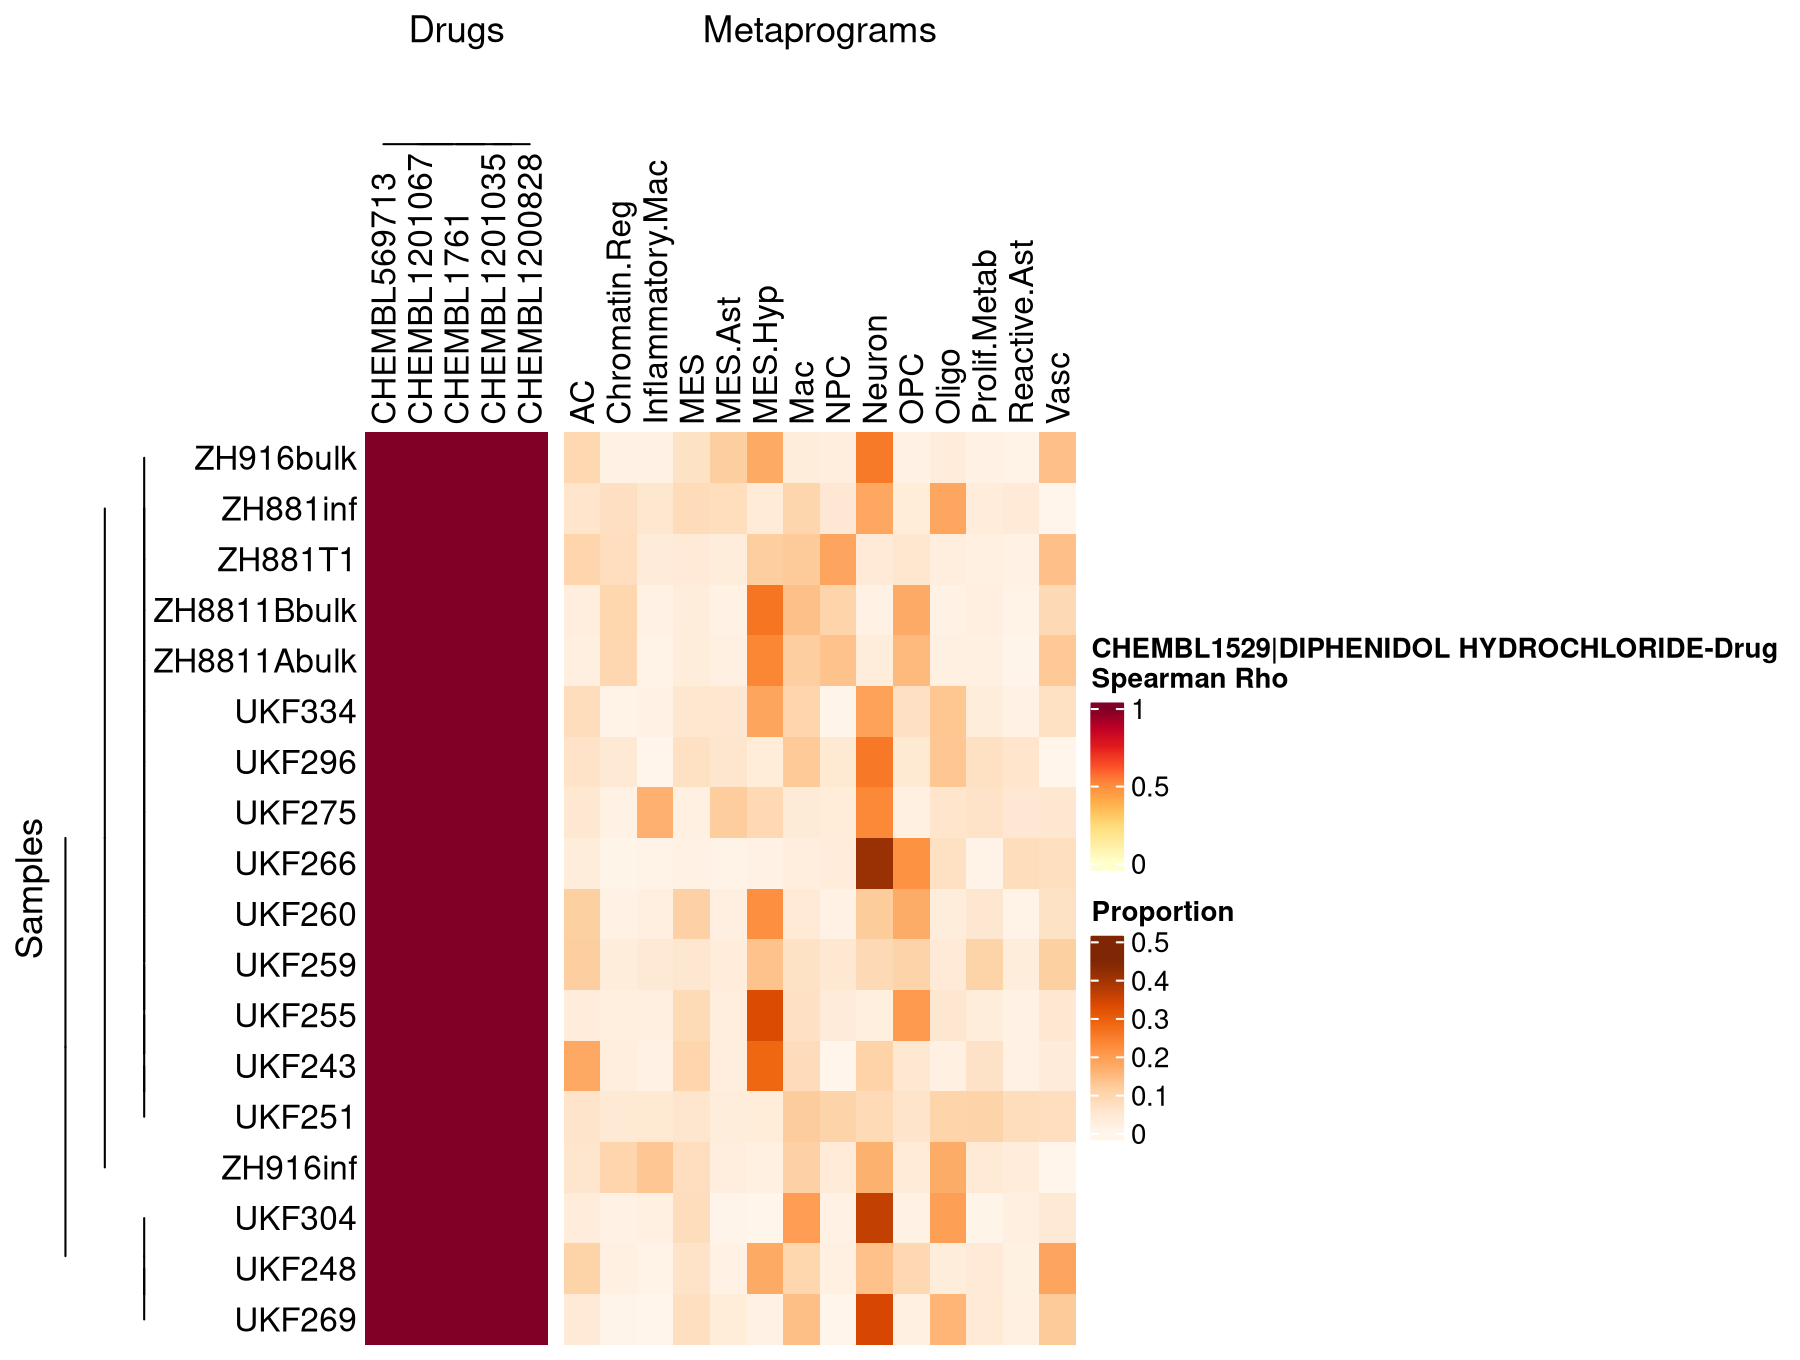 Drugs
Metaprograms
CHEMBL569713
CHEMBL1201067
CHEMBL1761
CHEMBL1201035
CHEMBL1200828
AC
Chromatin.Reg
Inflammatory.Mac
MES
MES.Ast
MES.Hyp
Mac
NPC
Neuron
OPC
Oligo
Prolif.Metab
Reactive.Ast
Vasc
Samples
ZH916bulk
ZH881inf
ZH881T1
ZH8811Bbulk
ZH8811Abulk
UKF334
UKF296
UKF275
UKF266
UKF260
UKF259
UKF255
UKF243
UKF251
ZH916inf
UKF304
UKF248
UKF269
CHEMBL1529|DIPHENIDOL HYDROCHLORIDE-Drug
Spearman Rho
1
0.5
0
Proportion
0.5
0.4
0.3
0.2
0.1
0